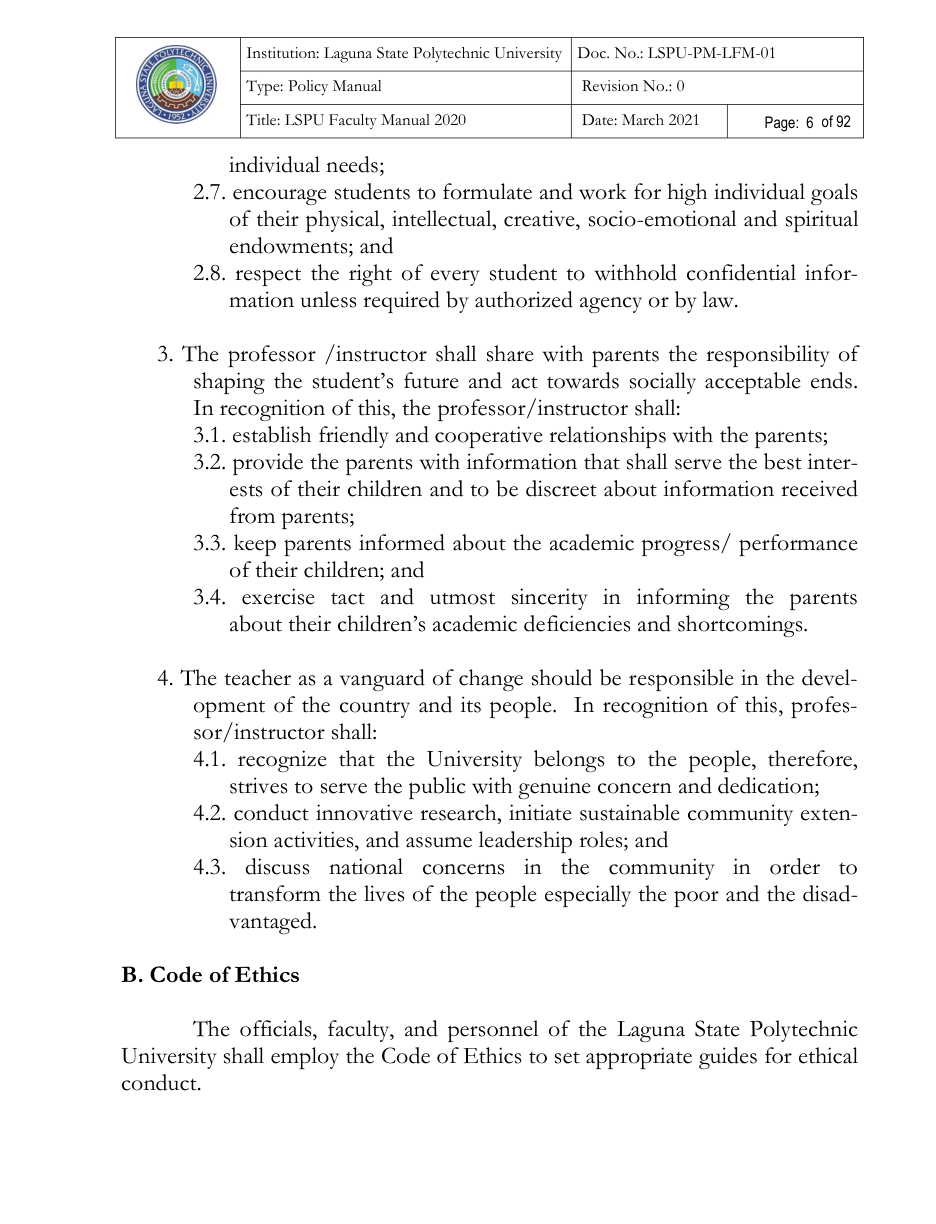 LAGUNA STATE POLYTECHNIC UNIVERSITY
1952
Institution: Laguna State Polytechnic University
Doc. No.: LSPU-PM-LFM-01
Type: Policy Manual
Revision No.: 0
Title: LSPU Faculty Manual 2020
Date: March 2021
Page: 6 of 92
individual needs;
2.7. encourage students to formulate and work for high individual goals
of their physical, intellectual, creative, socio-emotional and spiritual
endowments; and
2.8. respect the right of every student to withhold confidential infor-
mation unless required by authorized agency or by law.
3. The professor /instructor shall share with parents the responsibility of
shaping the student’s future and act towards socially acceptable ends.
In recognition of this, the professor/instructor shall:
3.1. establish friendly and cooperative relationships with the parents;
3.2. provide the parents with information that shall serve the best inter-
ests of their children and to be discreet about information received
from parents;
3.3. keep parents informed about the academic progress/ performance
of their children; and
3.4. exercise tact and utmost sincerity in informing the parents
about their children’s academic deficiencies and shortcomings.
4. The teacher as a vanguard of change should be responsible in the devel-
opment of the country and its people.  In recognition of this, profes-
sor/instructor shall:
4.1. recognize that the University belongs to the people, therefore,
strives to serve the public with genuine concern and dedication;
4.2. conduct innovative research, initiate sustainable community exten-
sion activities, and assume leadership roles; and
4.3. discuss national concerns in the community in order to
transform the lives of the people especially the poor and the disad-
vantaged.
B. Code of Ethics
The officials, faculty, and personnel of the Laguna State Polytechnic
University shall employ the Code of Ethics to set appropriate guides for ethical
conduct.